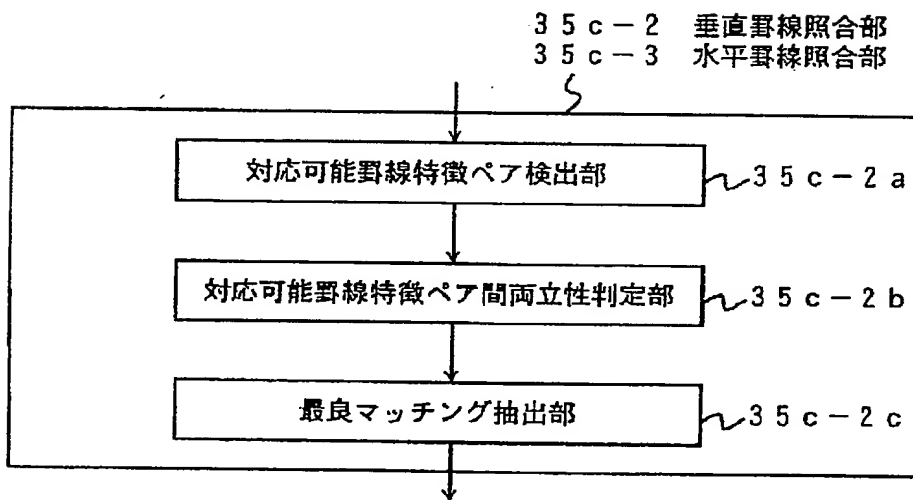 35c-2 垂直罫線照合部
35c-3 水平罫線照合部
対応可能罫線特徴ペア検出部 35c-2a
対応可能罫線特徴ペア間両立性判定部 35c-2b
最良マッチング抽出部 35c-2c